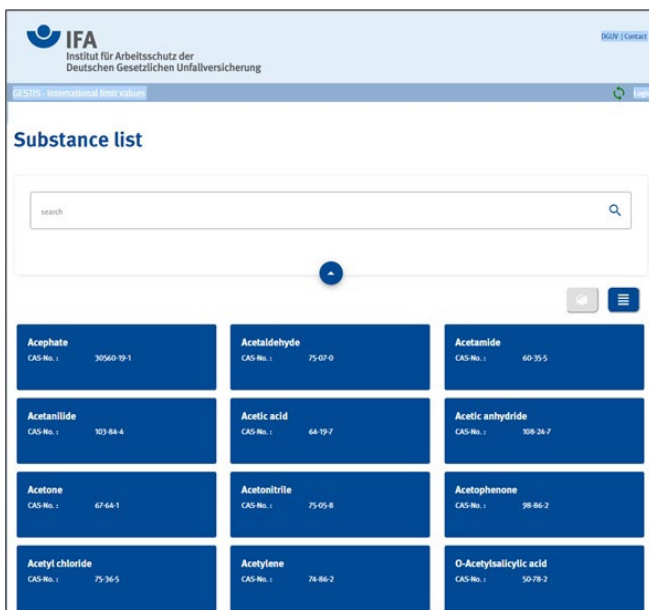 IFA
Institut für Arbeitsschutz der
Deutschen Gesetzlichen Unfallversicherung
DGUV | Contact
GESTIS - International limit values
Login
Substance list
search
Acephate
CAS-No. : 30560-19-1
Acetaldehyde
CAS-No. : 75-07-0
Acetamide
CAS-No. : 60-35-5
Acetanilide
CAS-No. : 103-84-4
Acetic acid
CAS-No. : 64-19-7
Acetic anhydride
CAS-No. : 108-24-7
Acetone
CAS-No. : 67-64-1
Acetonitrile
CAS-No. : 75-05-8
Acetophenone
CAS-No. : 98-86-2
Acetyl chloride
CAS-No. : 75-36-5
Acetylene
CAS-No. : 74-86-2
O-Acetylsalicylic acid
CAS-No. : 50-78-2